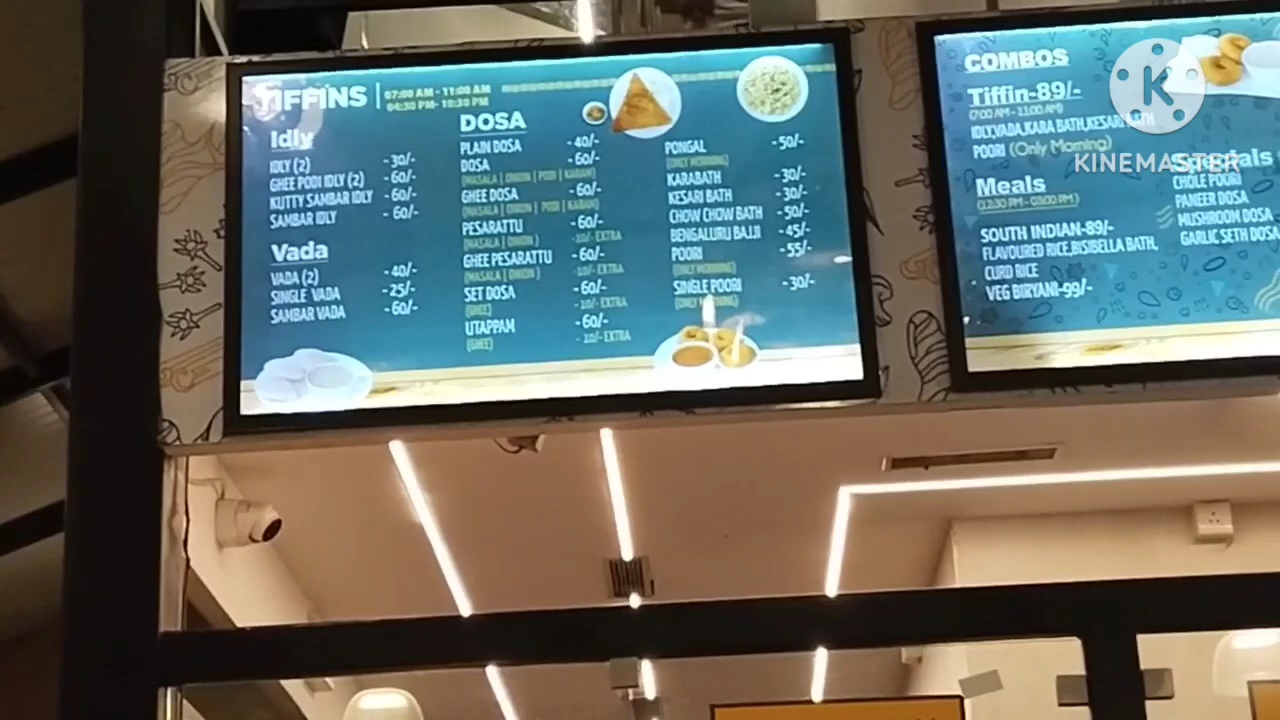 TIFFINS
07:00 AM - 11:00 AM
04:30 PM- 10:30 PM
Idly
IDLY (2) -30/-
GHEE PODI IDLY (2) -60/-
KUTTY SAMBAR IDLY -60/-
SAMBAR IDLY -60/-
Vada
VADA (2) -40/-
SINGLE VADA -25/-
SAMBAR VADA -60/-
DOSA
PLAIN DOSA -40/-
DOSA -60/-
(MASALA | ONION | PODI | KARAM)
GHEE DOSA -60/-
(MASALA | ONION | PODI | KARAM)
PESARATTU -60/-
(MASALA | ONION) -10/- EXTRA
GHEE PESARATTU -60/-
(MASALA | ONION) -10/- EXTRA
SET DOSA -60/-
(GHEE) -10/- EXTRA
UTAPPAM -60/-
(GHEE) -10/- EXTRA
PONGAL -50/-
(ONLY MORNING)
KARABATH -30/-
KESARI BATH -30/-
CHOW CHOW BATH -50/-
BENGALURU BAJJI -45/-
POORI -55/-
(ONLY MORNING)
SINGLE POORI -30/-
(ONLY MORNING)
COMBOS
Tiffin-89/-
(7:00 AM - 11:00 AM)
IDLY,VADA,KARA BATH,KESARI BATH
POORI (Only Morning)
Meals
(12:30 PM - 03:00 PM)
SOUTH INDIAN-89/-
FLAVOURED RICE,BISIBELLA BATH,
CURD RICE
VEG BIRYANI-99/-
Specials
CHOLE POORI
PANEER DOSA
MUSHROOM DOSA -
GARLIC SETH DOSA
K
KINEMASTER